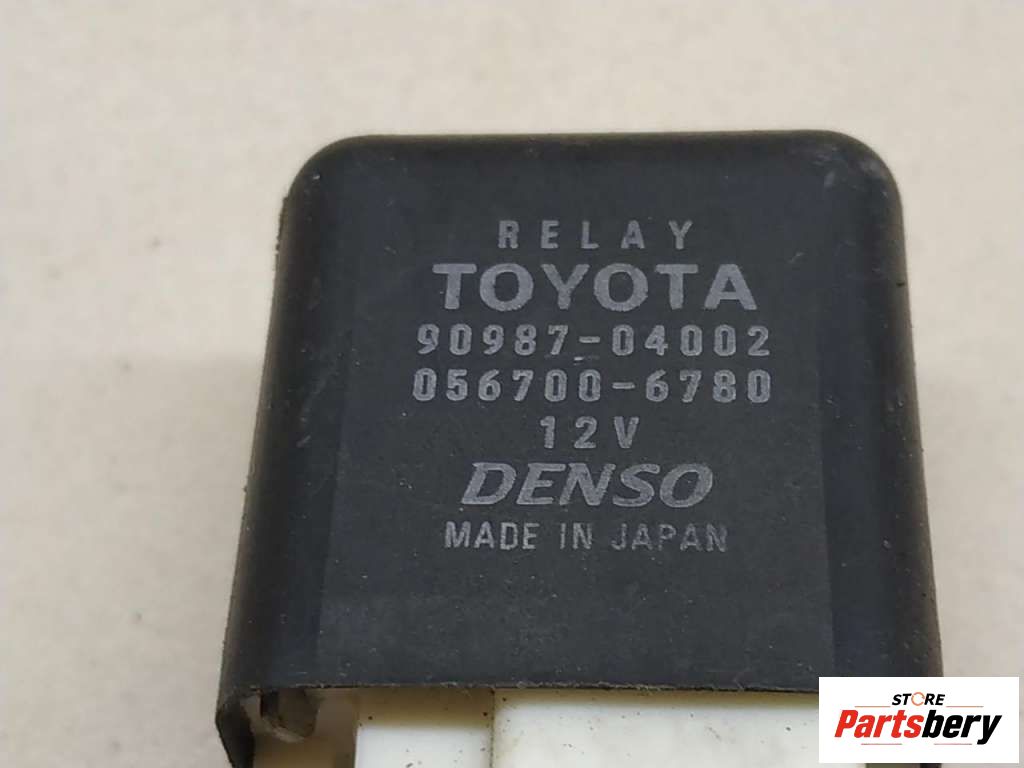 RELAY
TOYOTA
90987-04002
056700-6780
12V
DENSO
MADE IN JAPAN
STORE
Partsbery